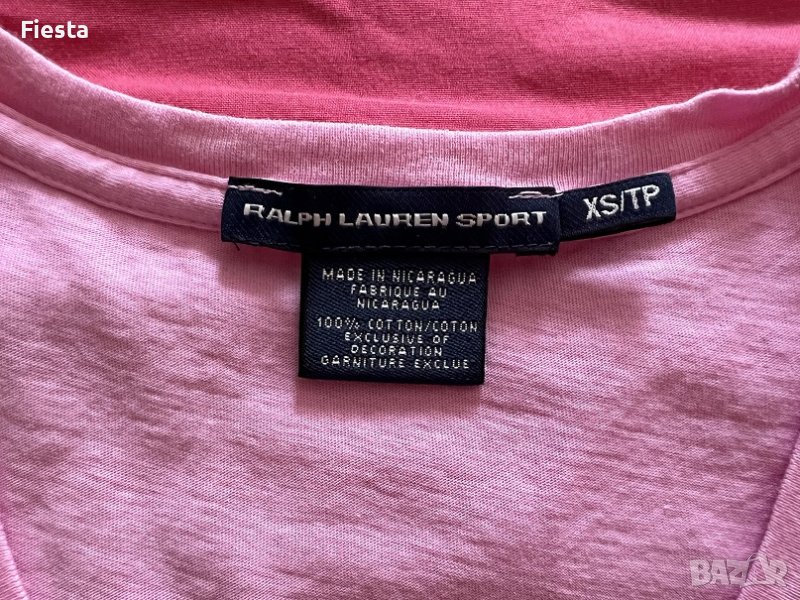 Fiesta
RALPH LAUREN SPORT
XS/TP
MADE IN NICARAGUA
FABRIQUE AU
NICARAGUA
100% COTTON/COTON
EXCLUSIVE OF
DECORATION
GARNITURE EXCLUE
BAZAR